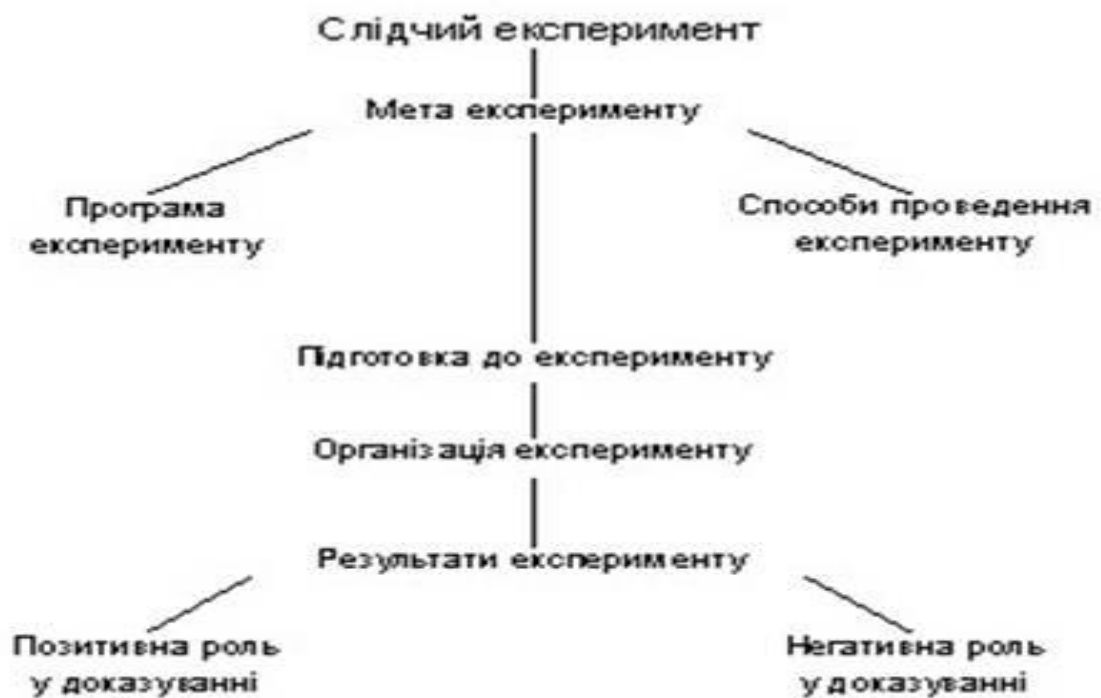 Слідчий експеримент
Мета експерименту
Програма
експерименту
Способи проведення
експерименту
Підготовка до експерименту
Організація експерименту
Результати експерименту
Позитивна роль
у доказуванні
Негативна роль
у доказуванні